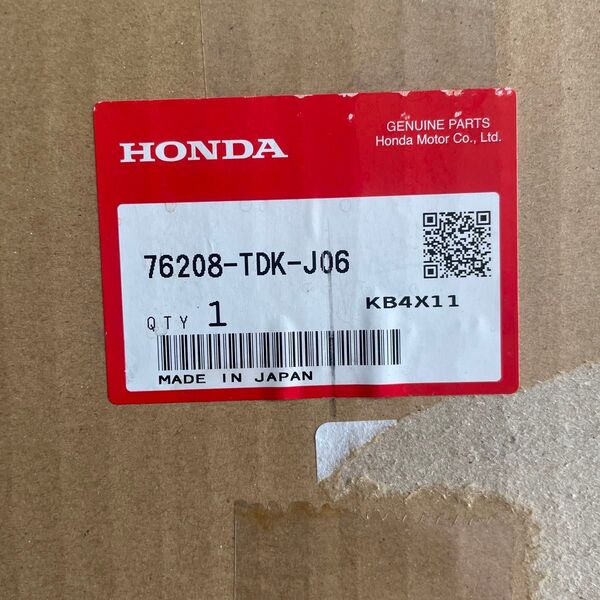 HONDA
GENUINE PARTS
Honda Motor Co., Ltd.
76208-TDK-J06
KB4X11
QTY 1
MADE IN JAPAN